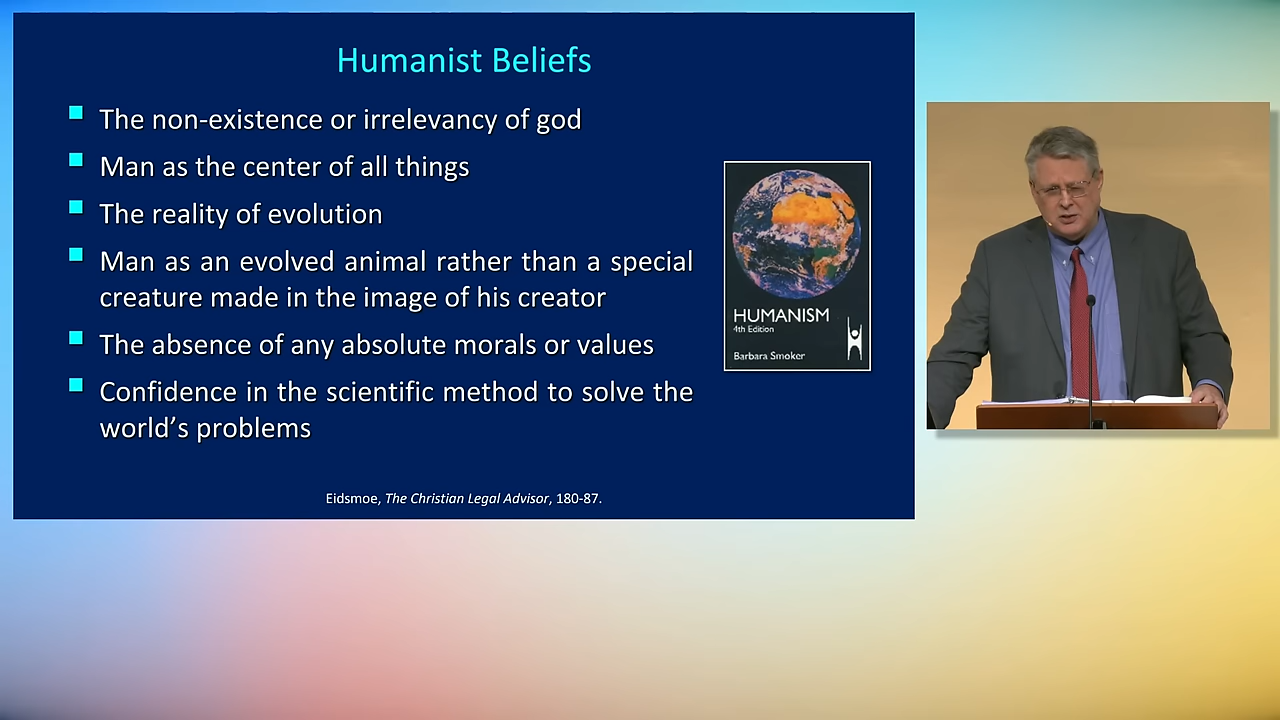 Humanist Beliefs
The non-existence or irrelevancy of god
Man as the center of all things
The reality of evolution
Man as an evolved animal rather than a special
creature made in the image of his creator
The absence of any absolute morals or values
Confidence in the scientific method to solve the
world’s problems
HUMANISM
4th Edition
Barbara Smoker
Eidsmoe, The Christian Legal Advisor, 180-87.